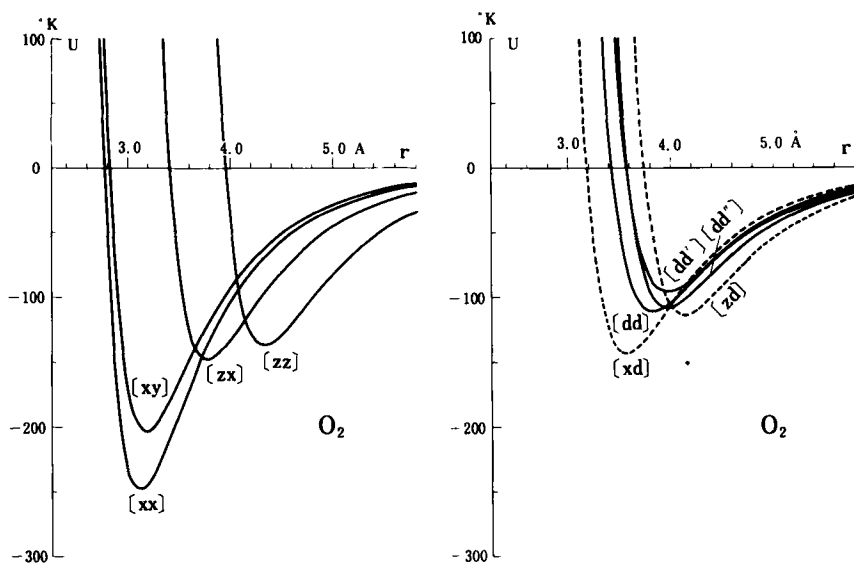 °K
100
U
3.0
4.0
5.0 A
r
0
-100
-200
-300
[xy]
[zx]
[zz]
[xx]
O₂
°K
100
U
3.0
4.0
5.0 Å
r
0
-100
-200
-300
[dd']
[dd"]
[dd]
[zd]
[xd]
O₂